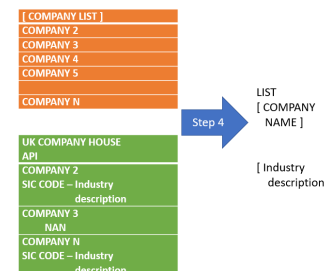 [ COMPANY LIST ]
COMPANY 2
COMPANY 3
COMPANY 4
COMPANY 5
COMPANY N
UK COMPANY HOUSE
API
COMPANY 2
SIC CODE – Industry
description
COMPANY 3
NAN
COMPANY N
SIC CODE – Industry
description
Step 4
LIST
[ COMPANY
NAME ]
[ Industry
description